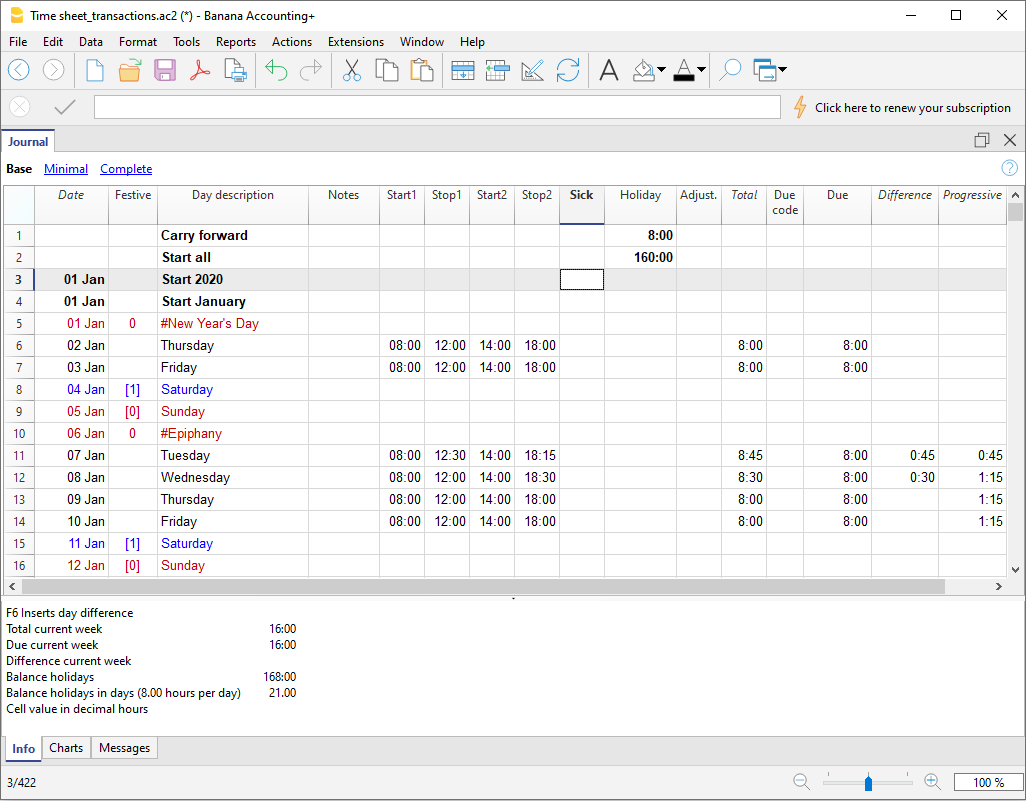 Time sheet_transactions.ac2 (*) - Banana Accounting+
File Edit Data Format Tools Reports Actions Extensions Window Help
Click here to renew your subscription
Journal
Base Minimal Complete
Date Festive Day description Notes Start1 Stop1 Start2 Stop2 Sick Holiday Adjust. Total Due code Due Difference Progressive
1 Carry forward 8:00
2 Start all 160:00
3 01 Jan Start 2020
4 01 Jan Start January
5 01 Jan 0 #New Year's Day
6 02 Jan Thursday 08:00 12:00 14:00 18:00 8:00 8:00
7 03 Jan Friday 08:00 12:00 14:00 18:00 8:00 8:00
8 04 Jan [1] Saturday
9 05 Jan [0] Sunday
10 06 Jan 0 #Epiphany
11 07 Jan Tuesday 08:00 12:30 14:00 18:15 8:45 8:00 0:45 0:45
12 08 Jan Wednesday 08:00 12:00 14:00 18:30 8:30 8:00 0:30 1:15
13 09 Jan Thursday 08:00 12:00 14:00 18:00 8:00 8:00 1:15
14 10 Jan Friday 08:00 12:00 14:00 18:00 8:00 8:00 1:15
15 11 Jan [1] Saturday
16 12 Jan [0] Sunday
F6 Inserts day difference
Total current week 16:00
Due current week 16:00
Difference current week
Balance holidays 168:00
Balance holidays in days (8.00 hours per day) 21.00
Cell value in decimal hours
Info Charts Messages
3/422
100 %